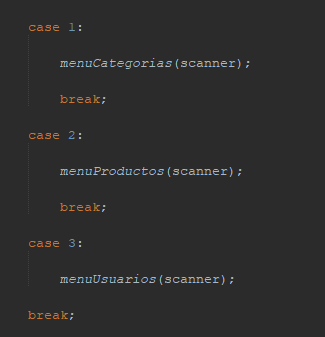 case 1:
menuCategorias(scanner);
break;
case 2:
menuProductos(scanner);
break;
case 3:
menuUsuarios(scanner);
break;